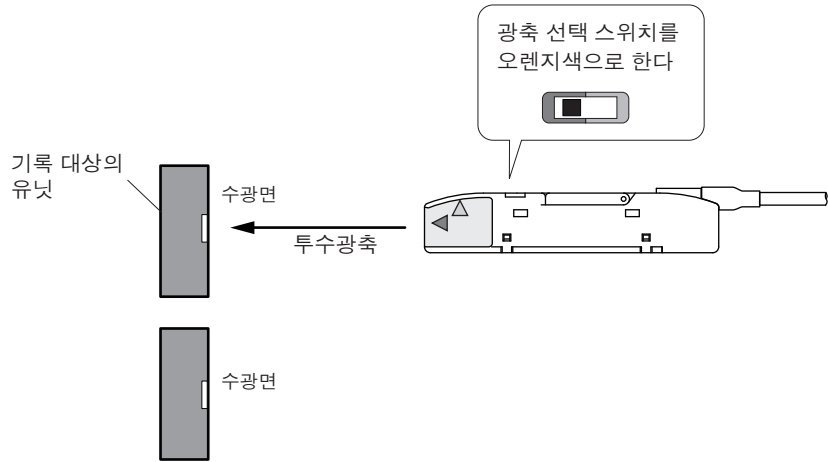 광축 선택 스위치를
오렌지색으로 한다
기록 대상의
유닛
수광면
투수광축
수광면